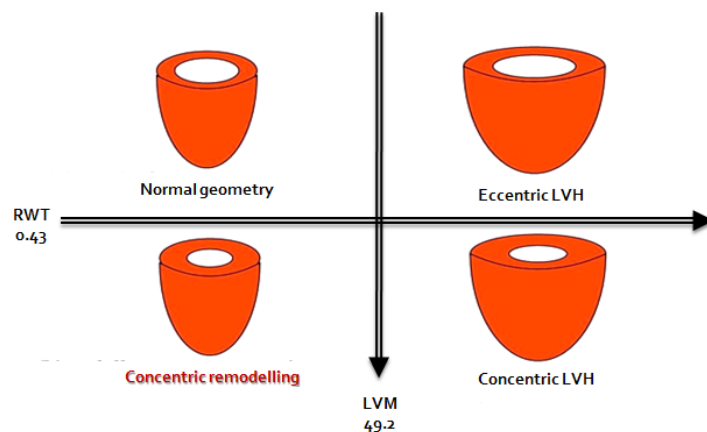 Normal geometry
Eccentric LVH
RWT
0.43
Concentric remodelling
Concentric LVH
LVM
49.2